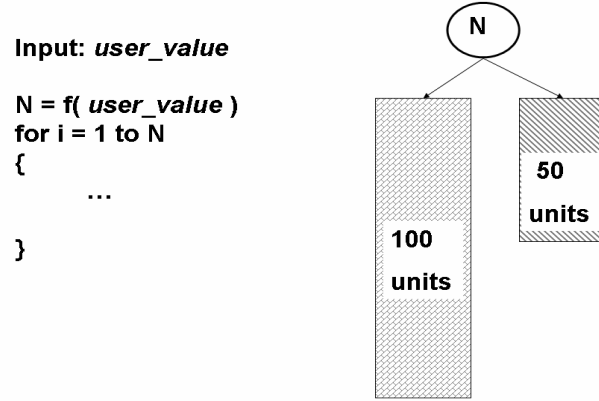 Input: user_value
N = f( user_value )
for i = 1 to N
{
...
}
N
100
units
50
units